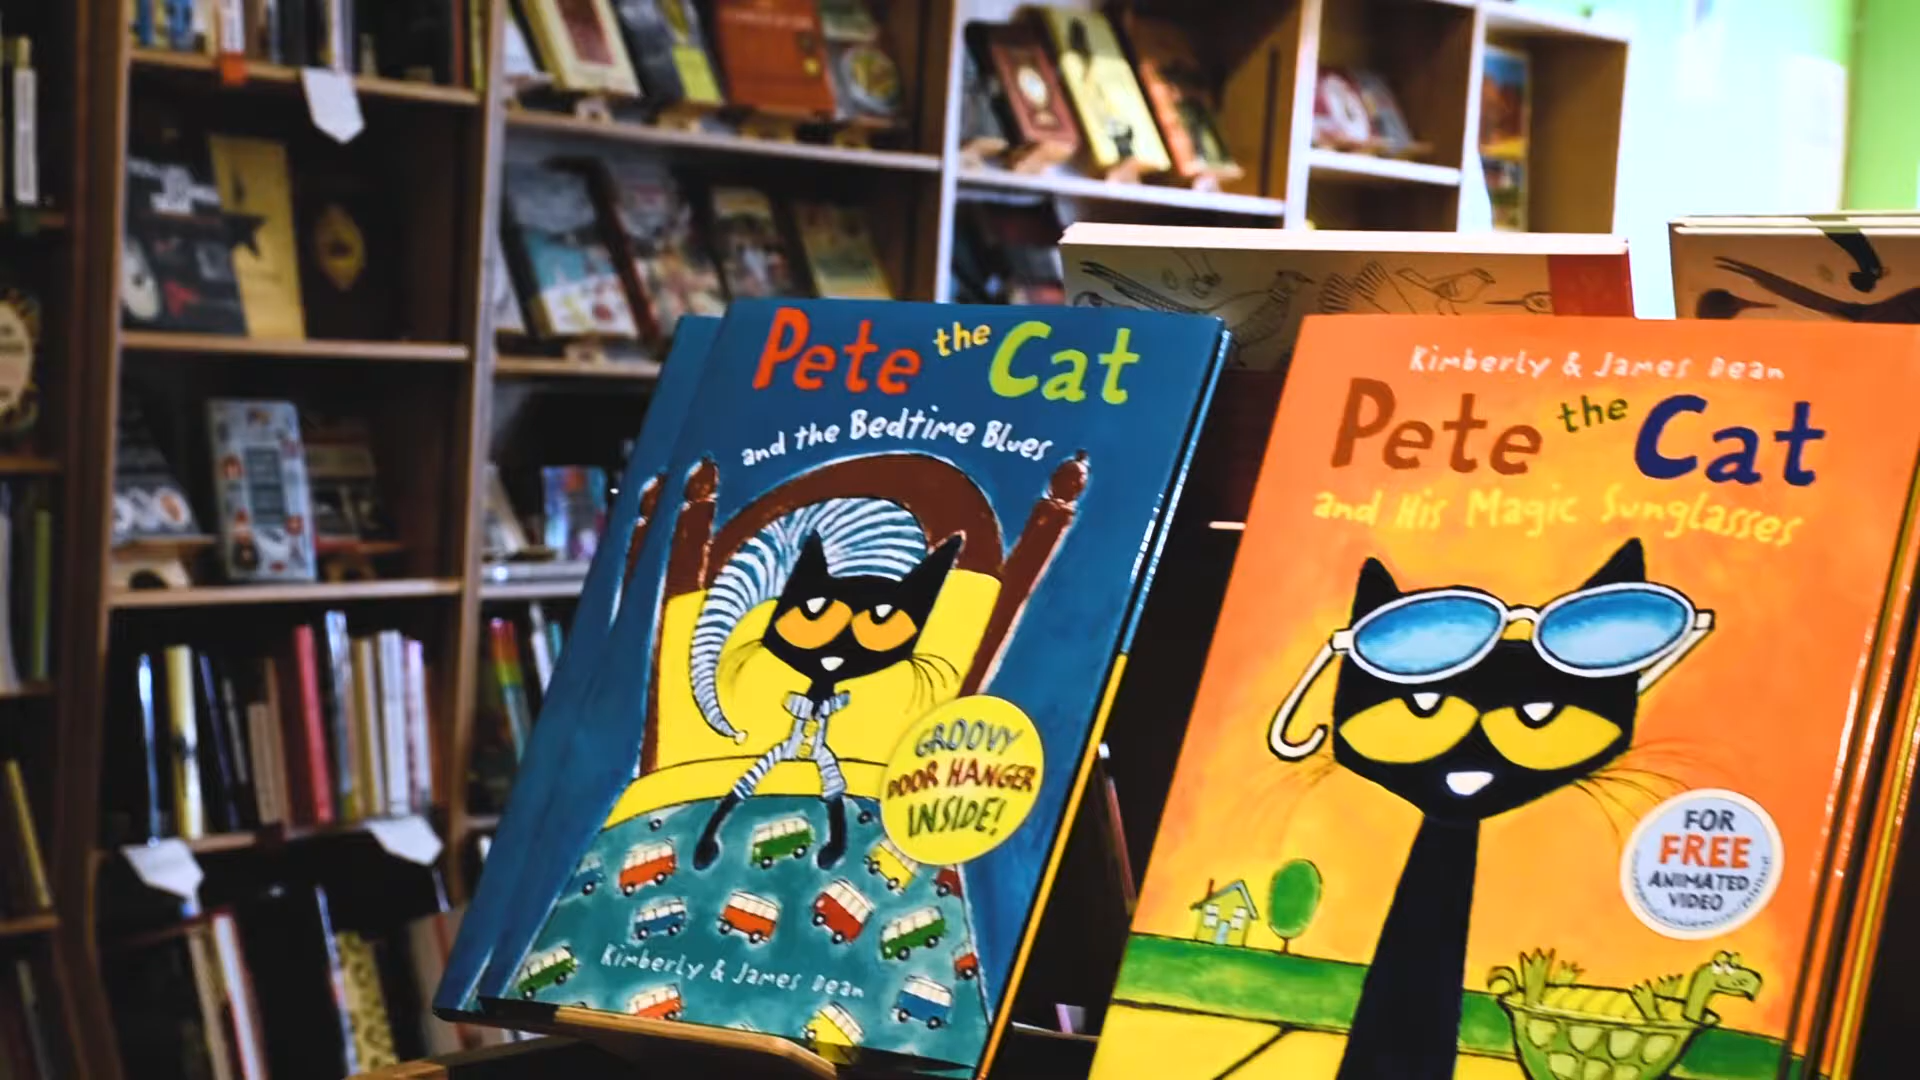 Pete the Cat
and the Bedtime Blues
GROOVY
DOOR HANGER
INSIDE!
Kimberly & James Dean
Kimberly & James Dean
Pete the Cat
and His Magic Sunglasses
FOR
FREE
ANIMATED
VIDEO